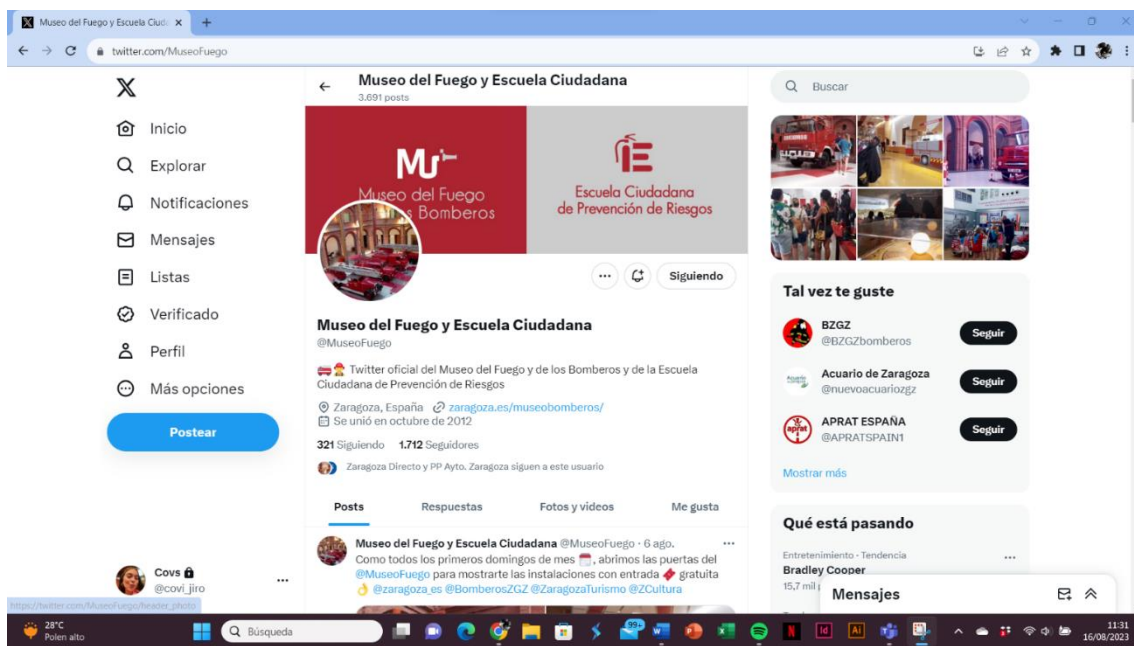 Museo del Fuego y Escuela Ciuda
twitter.com/MuseoFuego
Inicio
Explorar
Notificaciones
Mensajes
Listas
Verificado
Perfil
Más opciones
Postear
Covs
@covi_jiro
Museo del Fuego y Escuela Ciudadana
3.691 posts
Museo del Fuego
s Bomberos
Escuela Ciudadana
de Prevención de Riesgos
Siguiendo
Museo del Fuego y Escuela Ciudadana
@MuseoFuego
Twitter oficial del Museo del Fuego y de los Bomberos y de la Escuela
Ciudadana de Prevención de Riesgos
Zaragoza, España zaragoza.es/museobomberos/
Se unió en octubre de 2012
321 Siguiendo 1.712 Seguidores
Zaragoza Directo y PP Ayto. Zaragoza siguen a este usuario
Posts Respuestas Fotos y videos Me gusta
Museo del Fuego y Escuela Ciudadana @MuseoFuego · 6 ago.
Como todos los primeros domingos de mes , abrimos las puertas del
@MuseoFuego para mostrarte las instalaciones con entrada gratuita
@zaragoza_es @BomberosZGZ @ZaragozaTurismo @ZCultura
Buscar
Tal vez te guste
BZGZ
@BZGZbomberos
Seguir
Acuario de Zaragoza
@nuevoacuariozgz
Seguir
aprat
APRAT ESPAÑA
@APRATSPAIN1
Seguir
Mostrar más
Qué está pasando
Entretenimiento · Tendencia
Bradley Cooper
15,7 mil
Mensajes
https://twitter.com/MuseoFuego/header_photo
28°C
Polen alto
Búsqueda
99+
11:31
16/08/2023